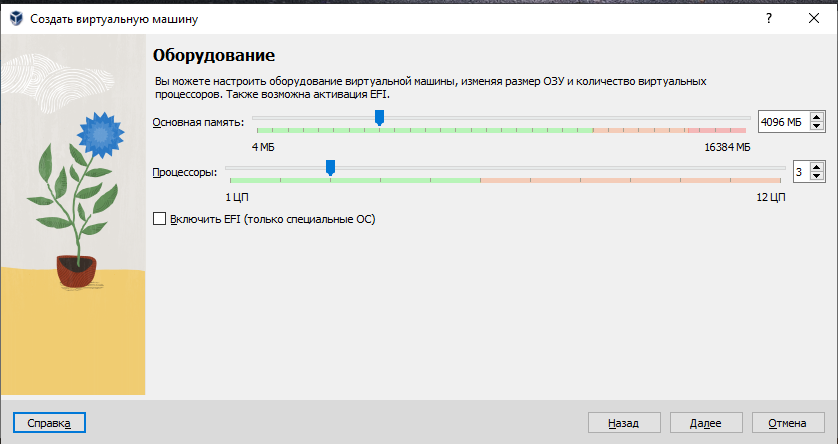 Создать виртуальную машину
Оборудование
Вы можете настроить оборудование виртуальной машины, изменяя размер ОЗУ и количество виртуальных
процессоров. Также возможна активация EFI.
Основная память:
4096 МБ
4 МБ
16384 МБ
Процессоры:
3
1 ЦП
12 ЦП
Включить EFI (только специальные ОС)
Справка
Назад
Далее
Отмена